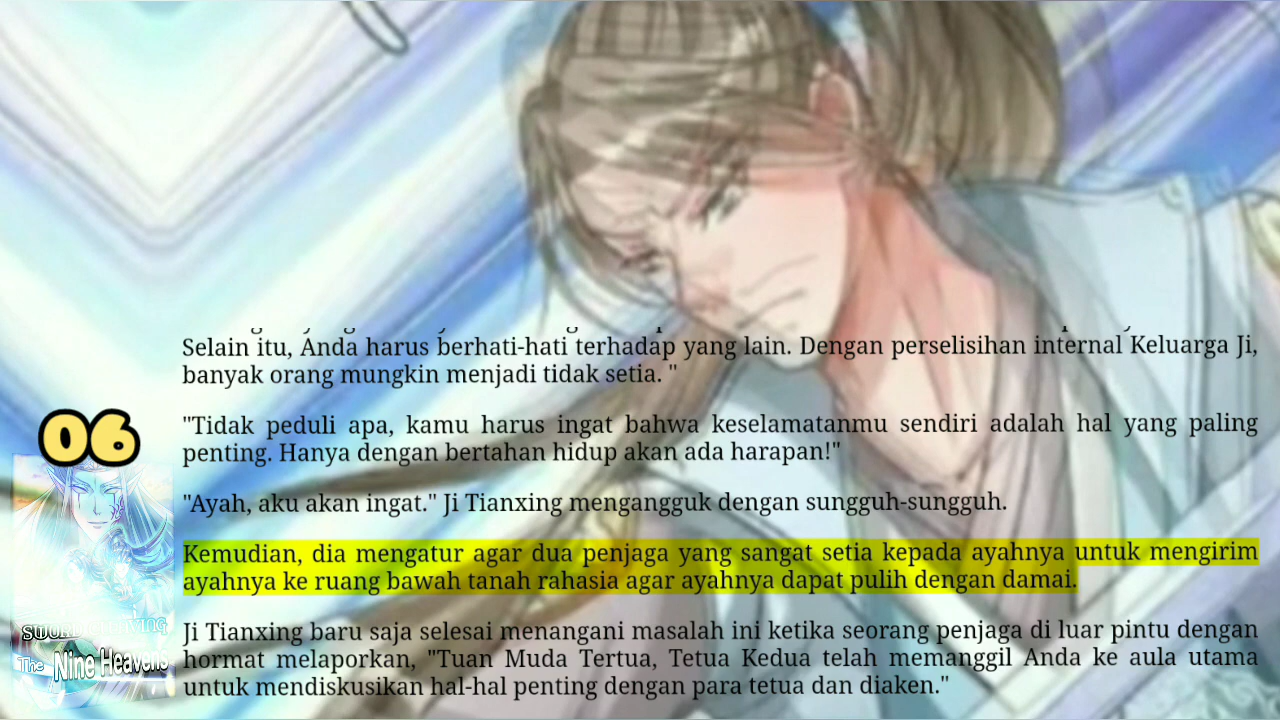 Selain itu, Anda harus berhati-hati terhadap yang lain. Dengan perselisihan internal Keluarga Ji,
banyak orang mungkin menjadi tidak setia. "
"Tidak peduli apa, kamu harus ingat bahwa keselamatanmu sendiri adalah hal yang paling
penting. Hanya dengan bertahan hidup akan ada harapan!"
"Ayah, aku akan ingat." Ji Tianxing mengangguk dengan sungguh-sungguh.
Kemudian, dia mengatur agar dua penjaga yang sangat setia kepada ayahnya untuk mengirim
ayahnya ke ruang bawah tanah rahasia agar ayahnya dapat pulih dengan damai.
Ji Tianxing baru saja selesai menangani masalah ini ketika seorang penjaga di luar pintu dengan
hormat melaporkan, "Tuan Muda Tertua, Tetua Kedua telah memanggil Anda ke aula utama
untuk mendiskusikan hal-hal penting dengan para tetua dan diaken."
06
SWORD
The Nine Heavens